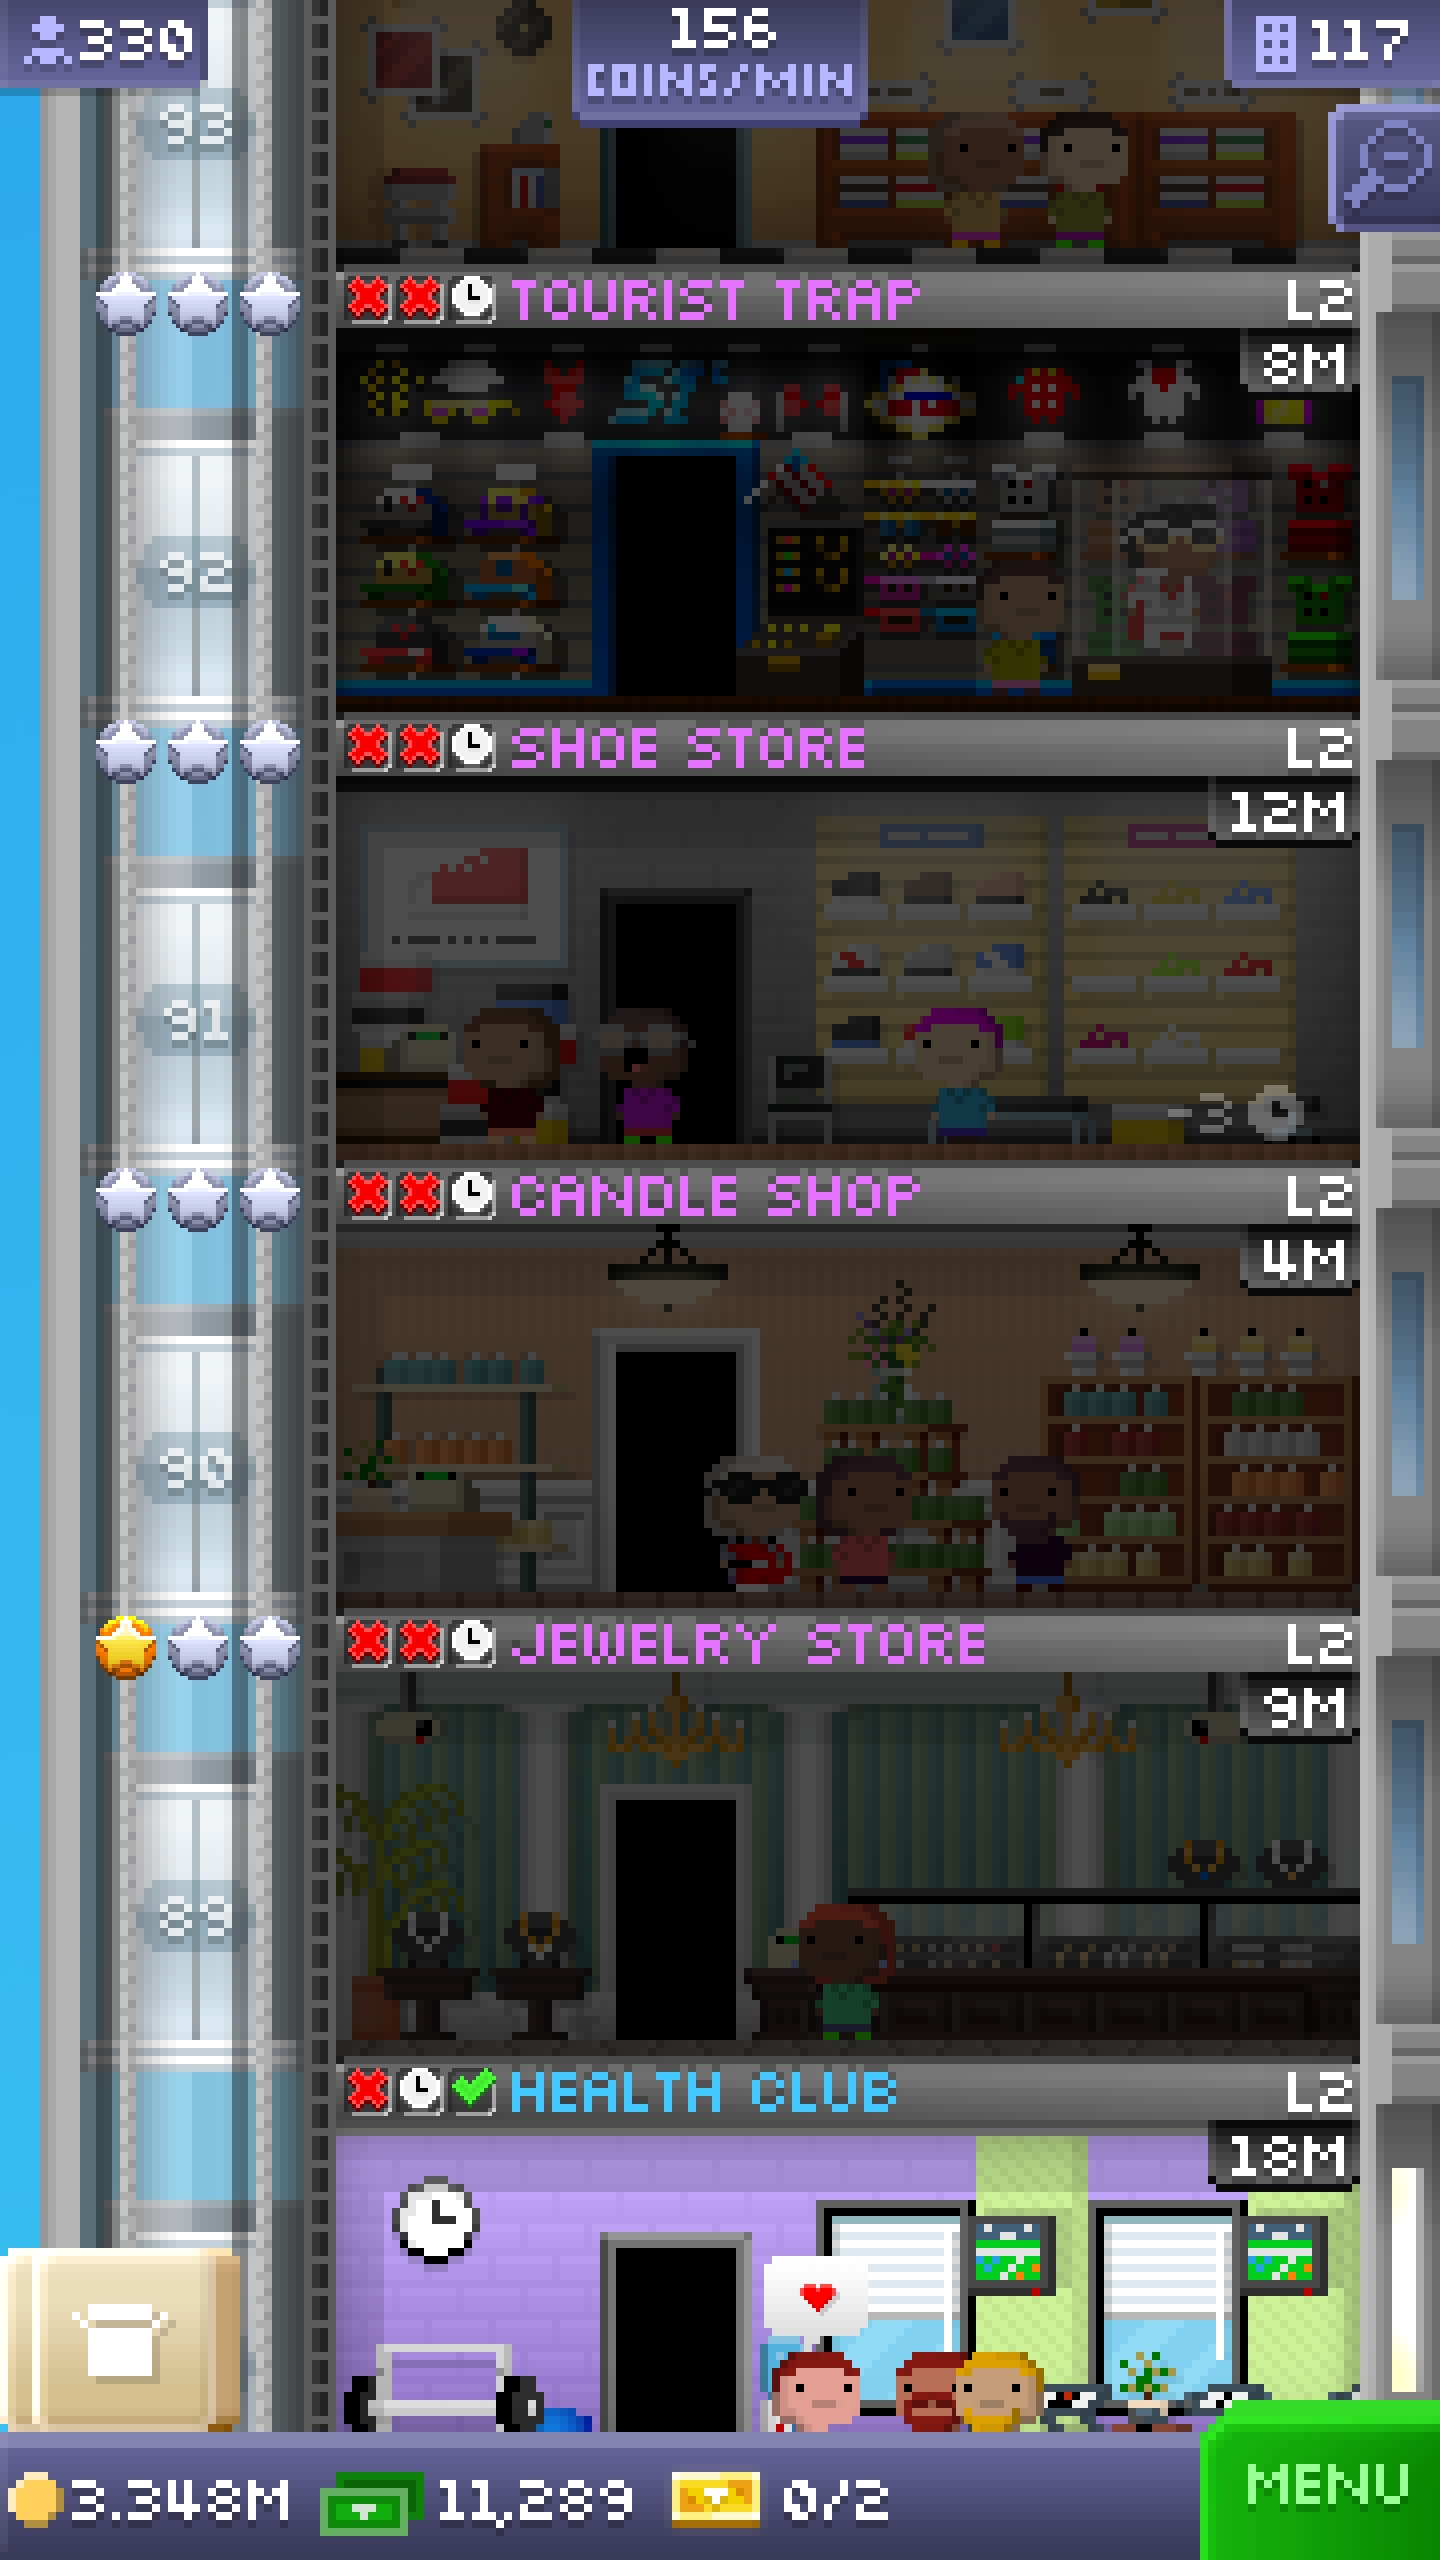 330
156
COINS/MIN
117
93
TOURIST TRAP L2
8M
92
SHOE STORE L2
12M
91
-3
CANDLE SHOP L2
4M
90
JEWELRY STORE L2
9M
89
HEALTH CLUB L2
18M
3.348M 11,289 0/2
MENU